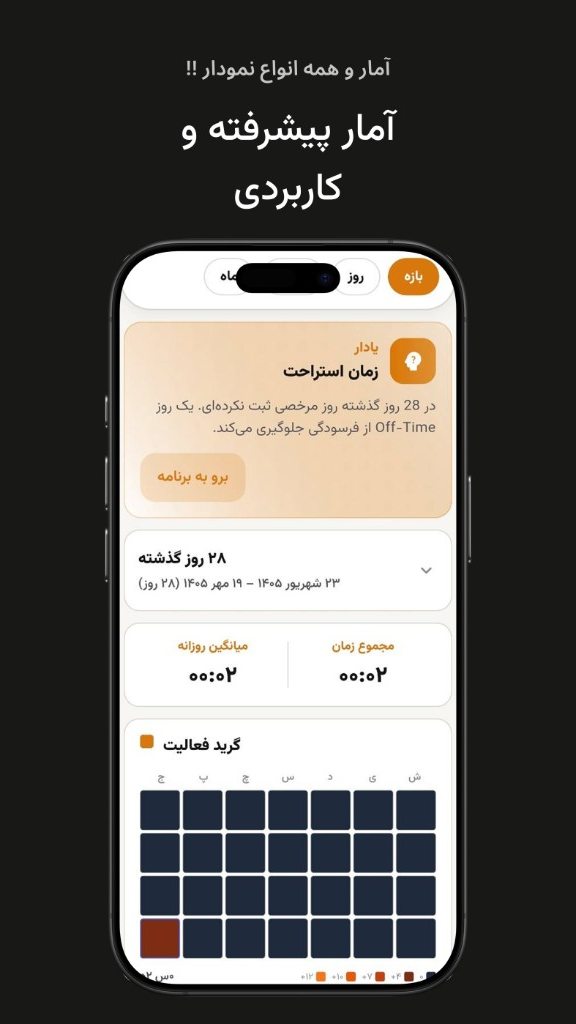 آمار و همه انواع نمودار !!
آمار پیشرفته و
کاربردی
بازه
روز
ماه
یادار
زمان استراحت
در 28 روز گذشته روز مرخصی ثبت نکرده‌ای. یک روز
Off-Time از فرسودگی جلوگیری می‌کند.
برو به برنامه
۲۸ روز گذشته
۲۳ شهریور ۱۴۰۵ – ۱۹ مهر ۱۴۰۵ (۲۸ روز)
مجموع زمان
میانگین روزانه
۰۰:۰۲
۰۰:۰۲
گرید فعالیت
ش ی د س چ پ ج